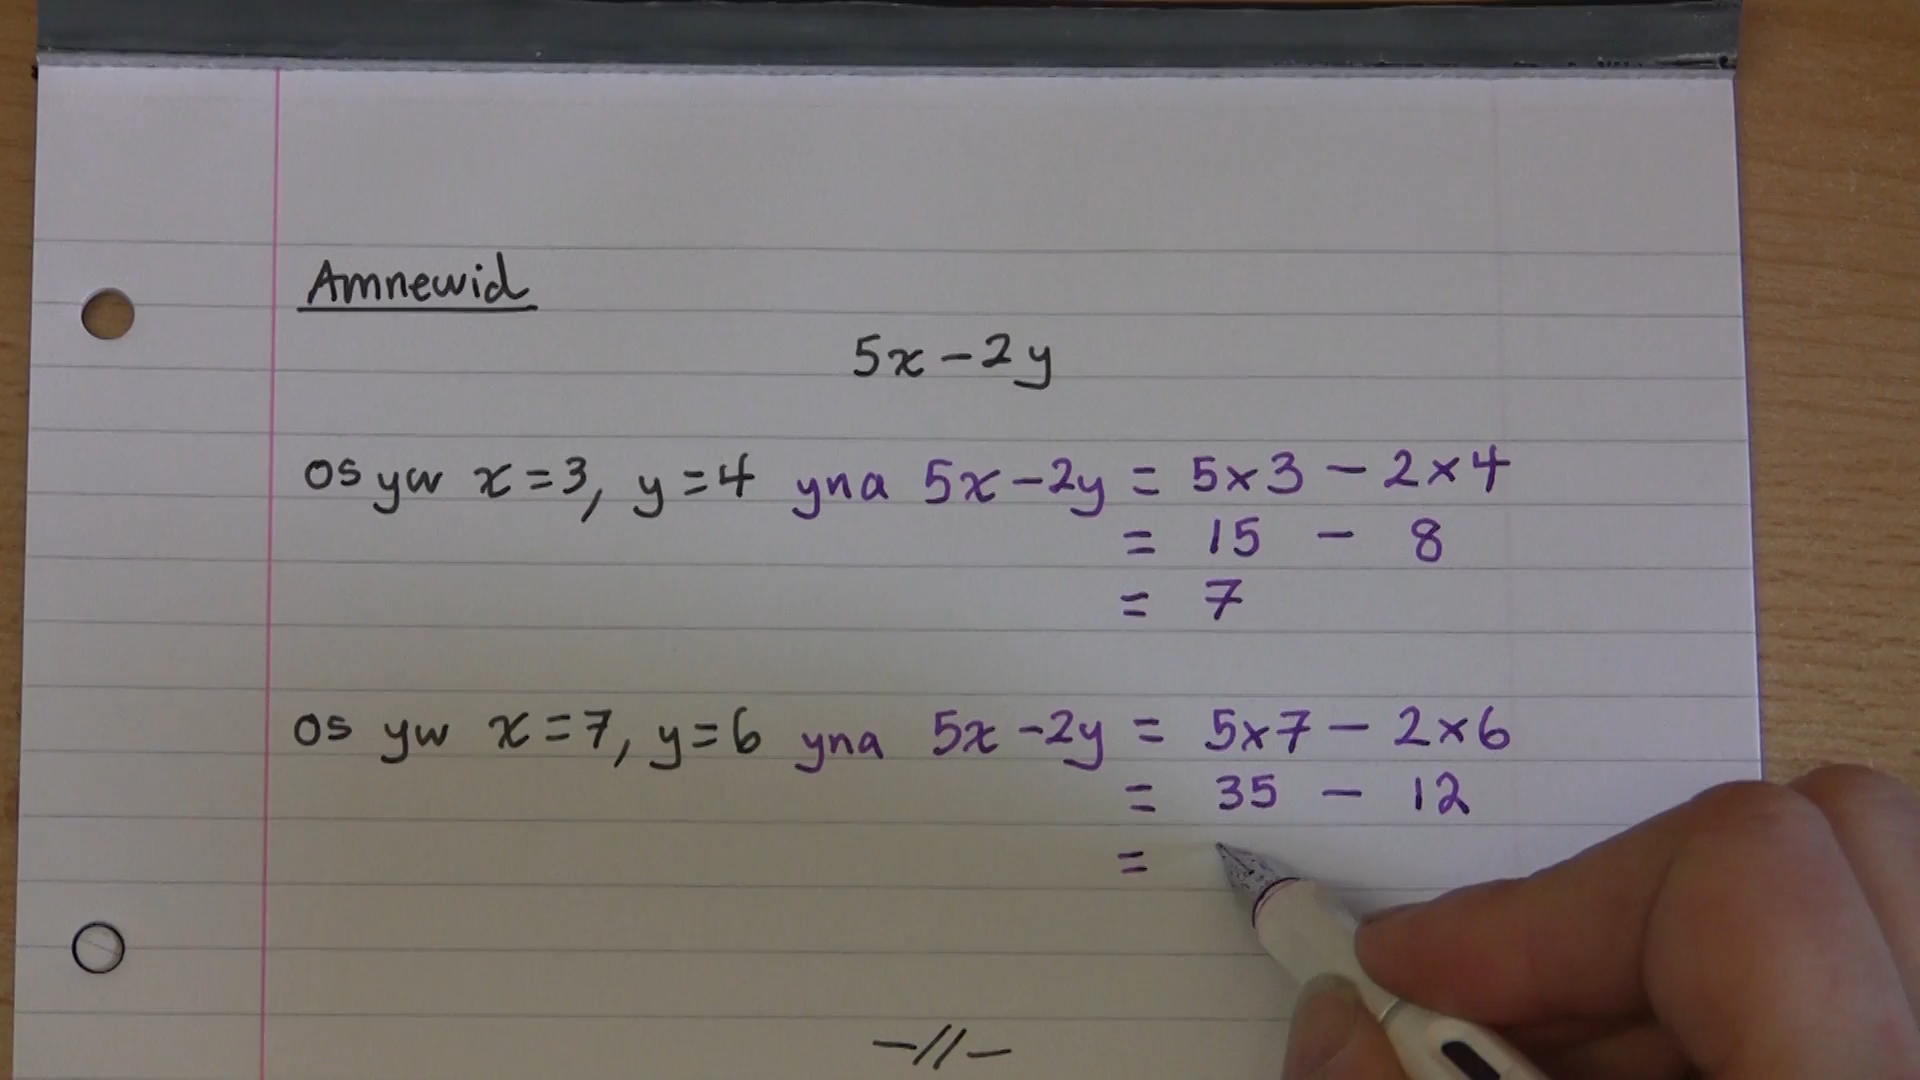 Amnewid
5x - 2y
Os yw x = 3, y = 4 yna 5x - 2y = 5 x 3 - 2 x 4
= 15 - 8
= 7
Os yw x = 7, y = 6 yna 5x - 2y = 5 x 7 - 2 x 6
= 35 - 12
=
-//-